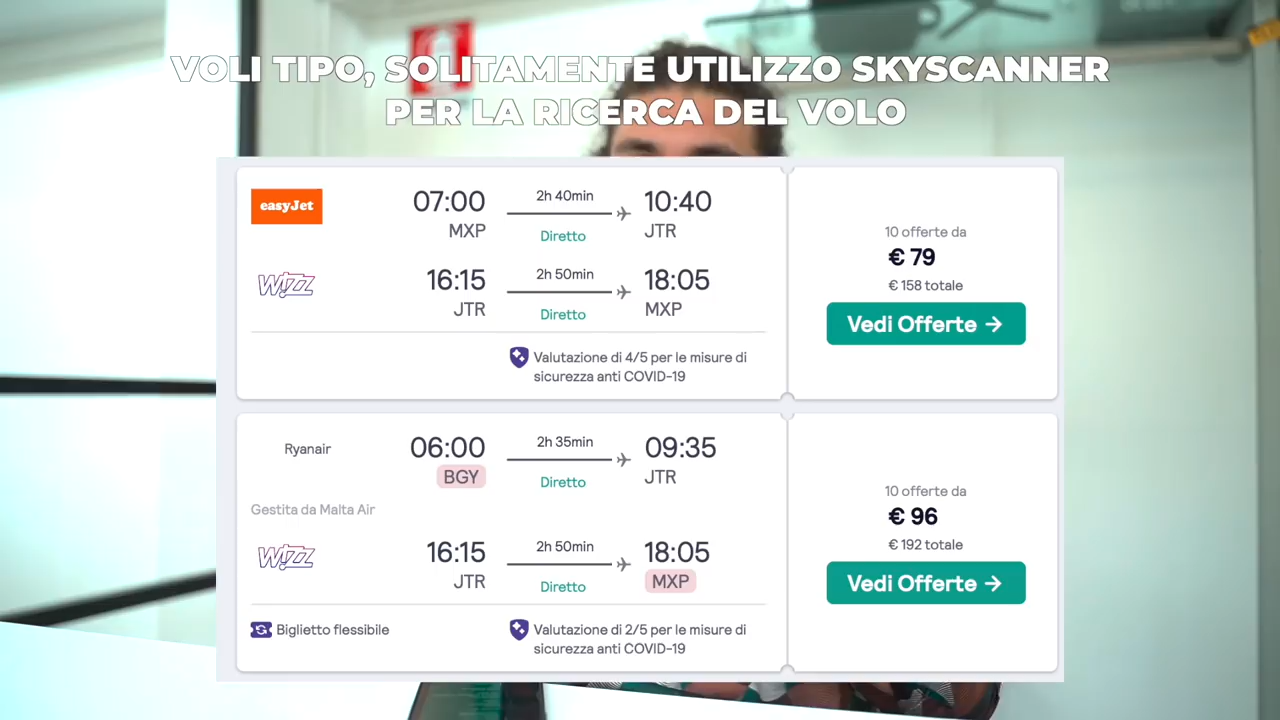 VOLI TIPO, SOLITAMENTE UTILIZZO SKYSCANNER
PER LA RICERCA DEL VOLO
easyJet
07:00
2h 40min
10:40
MXP
Diretto
JTR
WIZZ
16:15
2h 50min
18:05
JTR
Diretto
MXP
Valutazione di 4/5 per le misure di
sicurezza anti COVID-19
10 offerte da
€ 79
€ 158 totale
Vedi Offerte →
Ryanair
06:00
2h 35min
09:35
BGY
Diretto
JTR
Gestita da Malta Air
WIZZ
16:15
2h 50min
18:05
JTR
Diretto
MXP
Biglietto flessibile
Valutazione di 2/5 per le misure di
sicurezza anti COVID-19
10 offerte da
€ 96
€ 192 totale
Vedi Offerte →